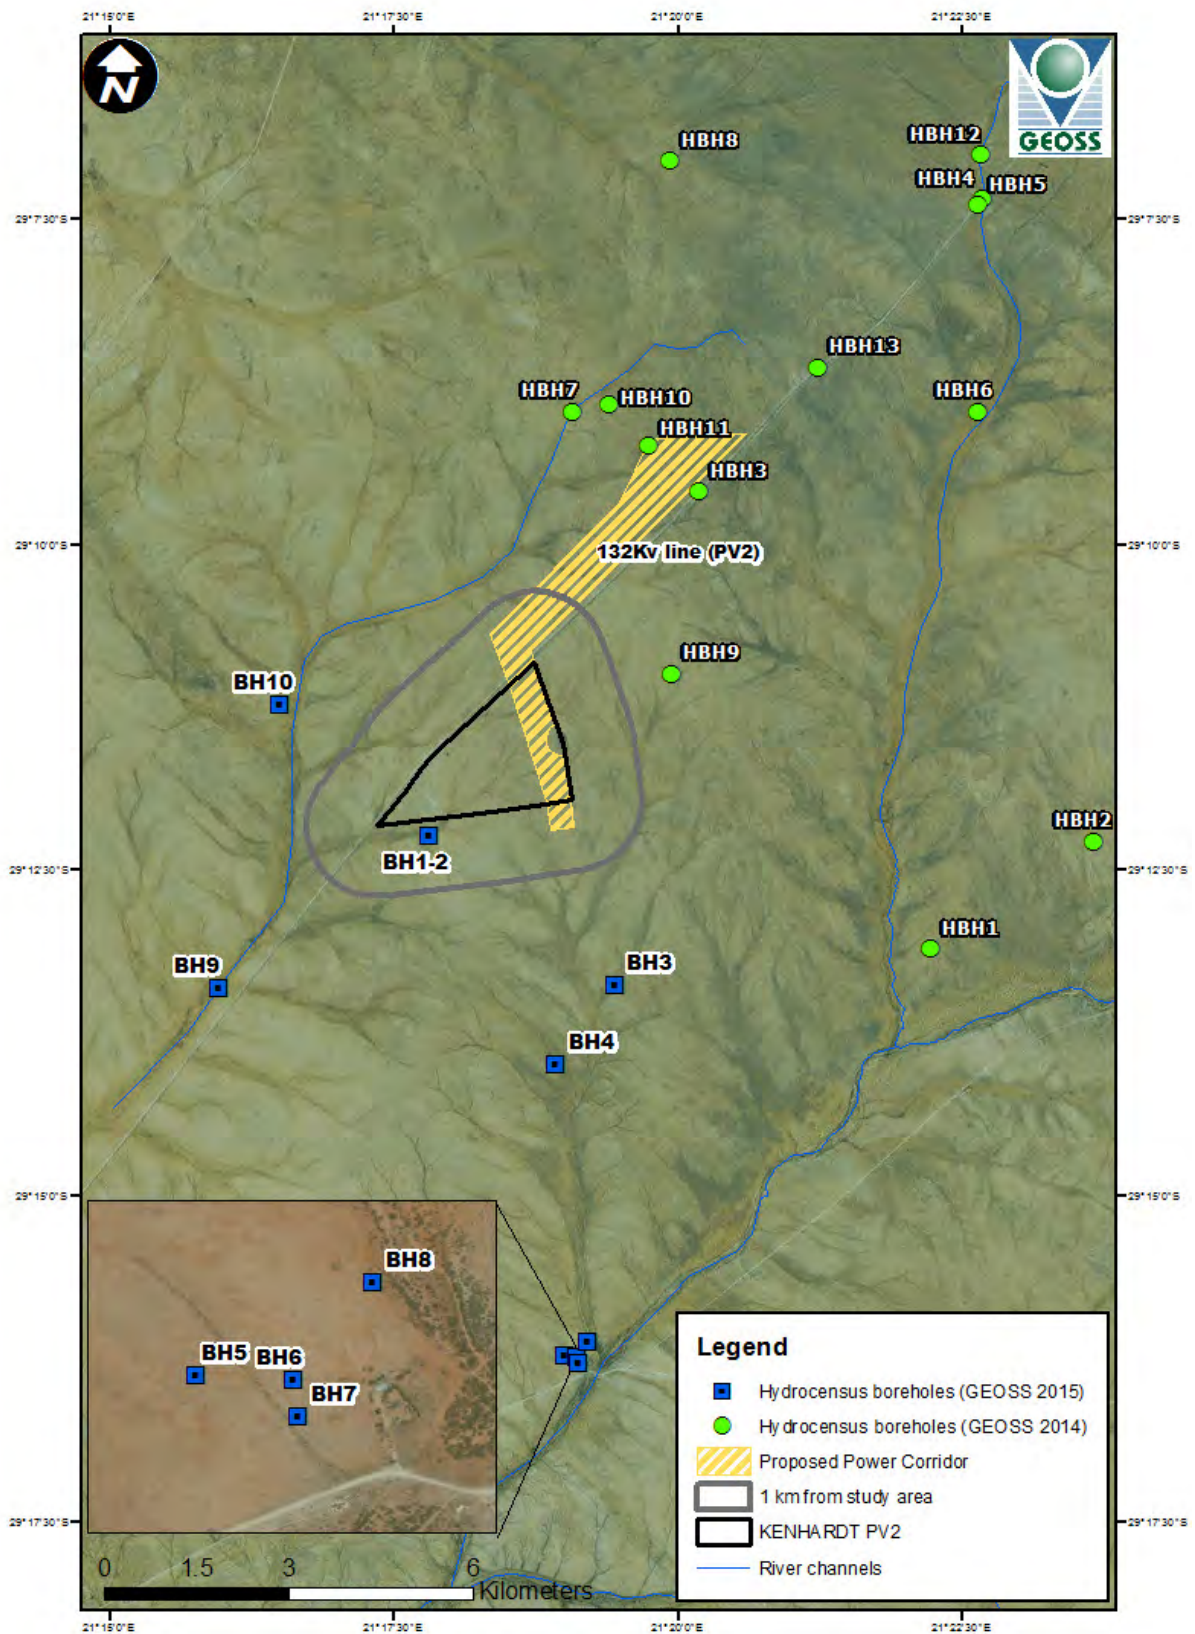 21°15'0"E
21°17'30"E
21°20'0"E
21°22'30"E
N
GEOSS
HBH8
HBH12
HBH4
HBH5
29°7'30"S
29°7'30"S
HBH13
HBH7
HBH10
HBH6
HBH11
HBH3
29°10'0"S
132Kv line (PV2)
29°10'0"S
HBH9
BH10
HBH2
BH1-2
29°12'30"S
29°12'30"S
HBH1
BH9
BH3
BH4
29°15'0"S
29°15'0"S
BH8
BH5
BH6
BH7
Legend
Hydrocensus boreholes (GEOSS 2015)
Hydrocensus boreholes (GEOSS 2014)
Proposed Power Corridor
1 km from study area
KENHARDT PV2
River channels
29°17'30"S
29°17'30"S
0 1.5 3 6
Kilometers
21°15'0"E
21°17'30"E
21°20'0"E
21°22'30"E